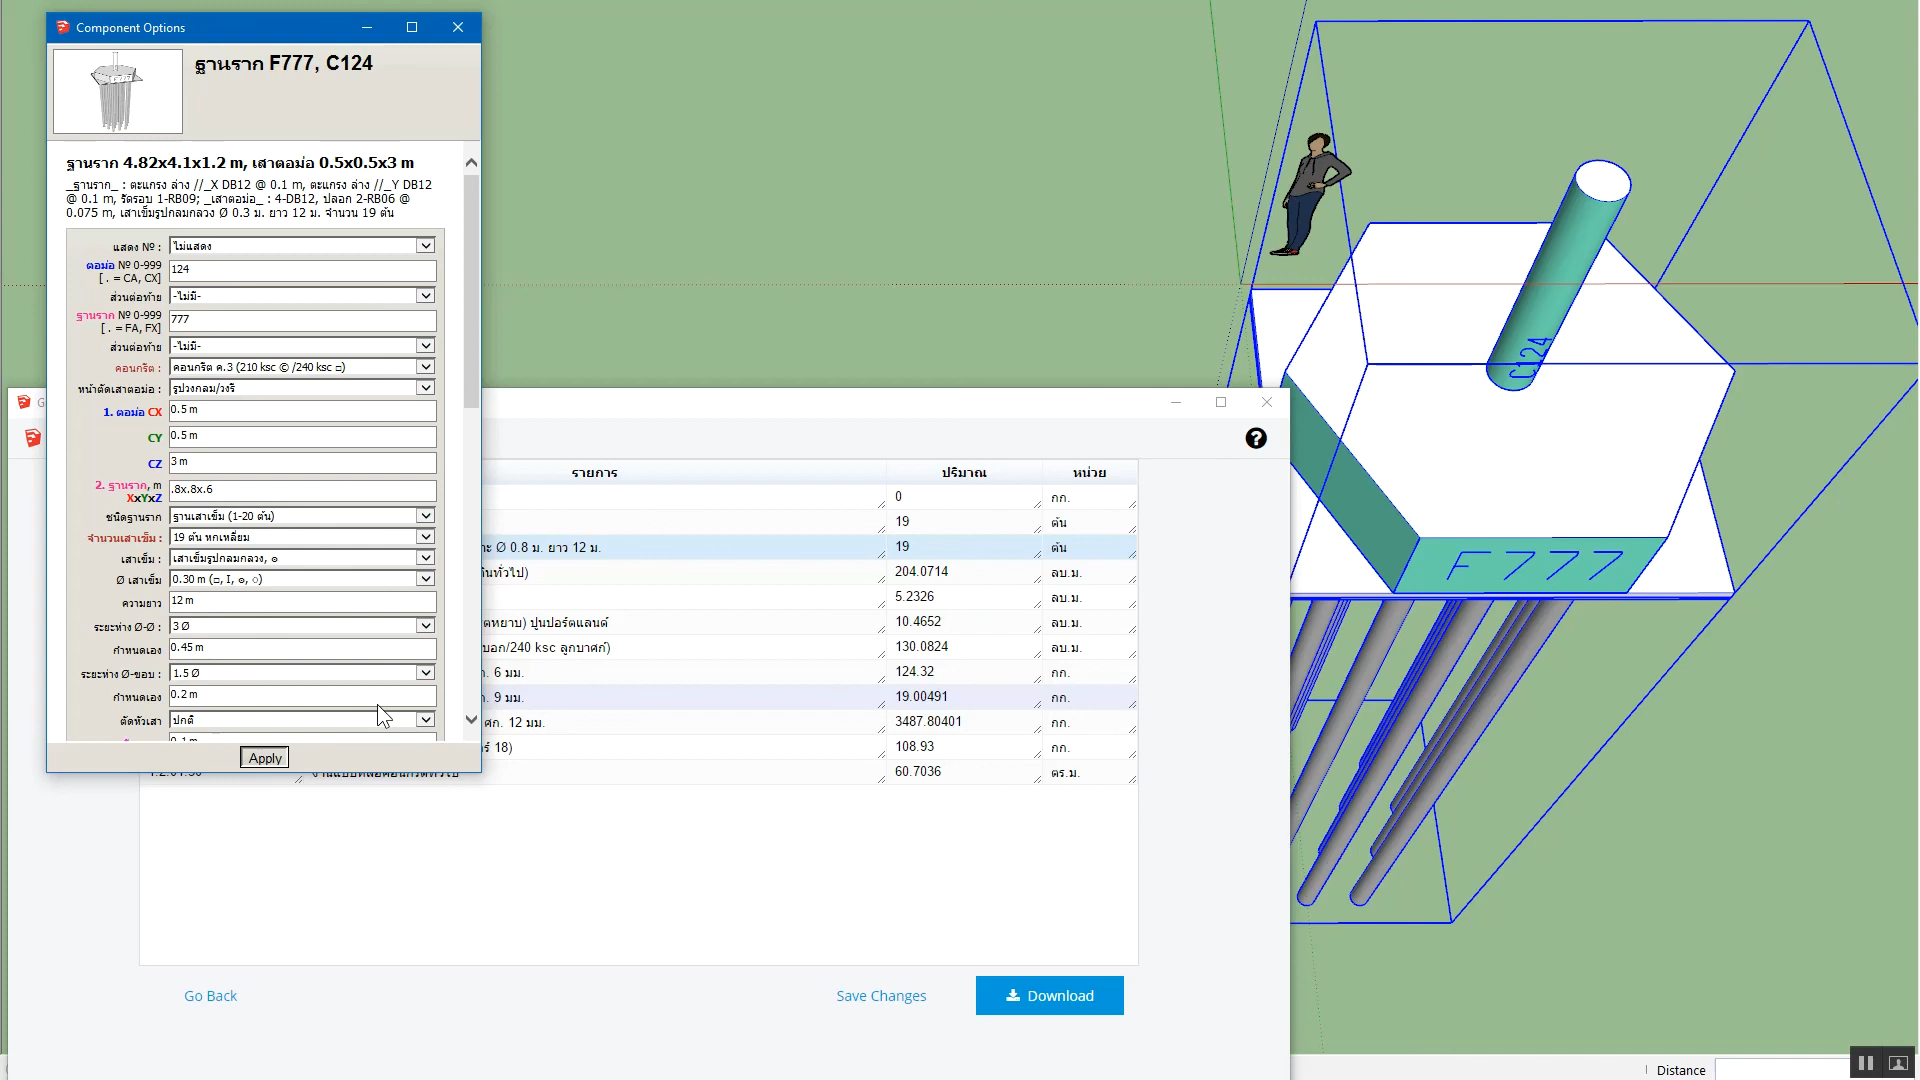 Component Options
ฐานราก F777, C124
ฐานราก 4.82x4.1x1.2 m, เสาตอม่อ 0.5x0.5x3 m
_ฐานราก_ : ตะแกรง ล่าง //_X DB12 @ 0.1 m, ตะแกรง ล่าง //_Y DB12
@ 0.1 m, รัดรอบ 1-RB09; _เสาตอม่อ_ : 4-DB12, ปลอก 2-RB06 @
0.075 m, เสาเข็มรูปกลมกลวง Ø 0.3 ม. ยาว 12 ม. จำนวน 19 ต้น
แสดง № : ไม่แสดง
ตอม่อ № 0-999 124
[ . = CA, CX]
ส่วนต่อท้าย -ไม่มี-
ฐานราก № 0-999 777
[ . = FA, FX]
ส่วนต่อท้าย -ไม่มี-
คอนกรีต : คอนกรีต ค.3 (210 ksc © /240 ksc □)
หน้าตัดเสาตอม่อ : รูปวงกลม/วงรี
1. ตอม่อ CX 0.5 m
CY 0.5 m
CZ 3 m
2. ฐานราก, m .8x.8x.6
XxYxZ
ชนิดฐานราก ฐานเสาเข็ม (1-20 ต้น)
จำนวนเสาเข็ม : 19 ต้น หกเหลี่ยม
เสาเข็ม : เสาเข็มรูปกลมกลวง, ๏
Ø เสาเข็ม 0.30 m (□, I, ๏, ○)
ความยาว 12 m
ระยะห่าง Ø-Ø : 3 Ø
กำหนดเอง 0.45 m
ระยะห่าง Ø-ขอบ : 1.5 Ø
กำหนดเอง 0.2 m
ตัดหัวเสา ปกติ
Apply
G
รายการ ปริมาณ หน่วย
0 กก.
19 ต้น
าะ Ø 0.8 ม. ยาว 12 ม. 19 ต้น
ดินทั่วไป) 204.0714 ลบ.ม.
5.2326 ลบ.ม.
ตหยาบ) ปูนปอร์ตแลนด์ 10.4652 ลบ.ม.
บอก/240 ksc ลูกบาศก์) 130.0824 ลบ.ม.
ก. 6 มม. 124.32 กก.
ก. 9 มม. 19.00491 กก.
ศก. 12 มม. 3487.80401 กก.
ร์ 18) 108.93 กก.
60.7036 ตร.ม.
Go Back
Save Changes
Download
C124
F777
Distance